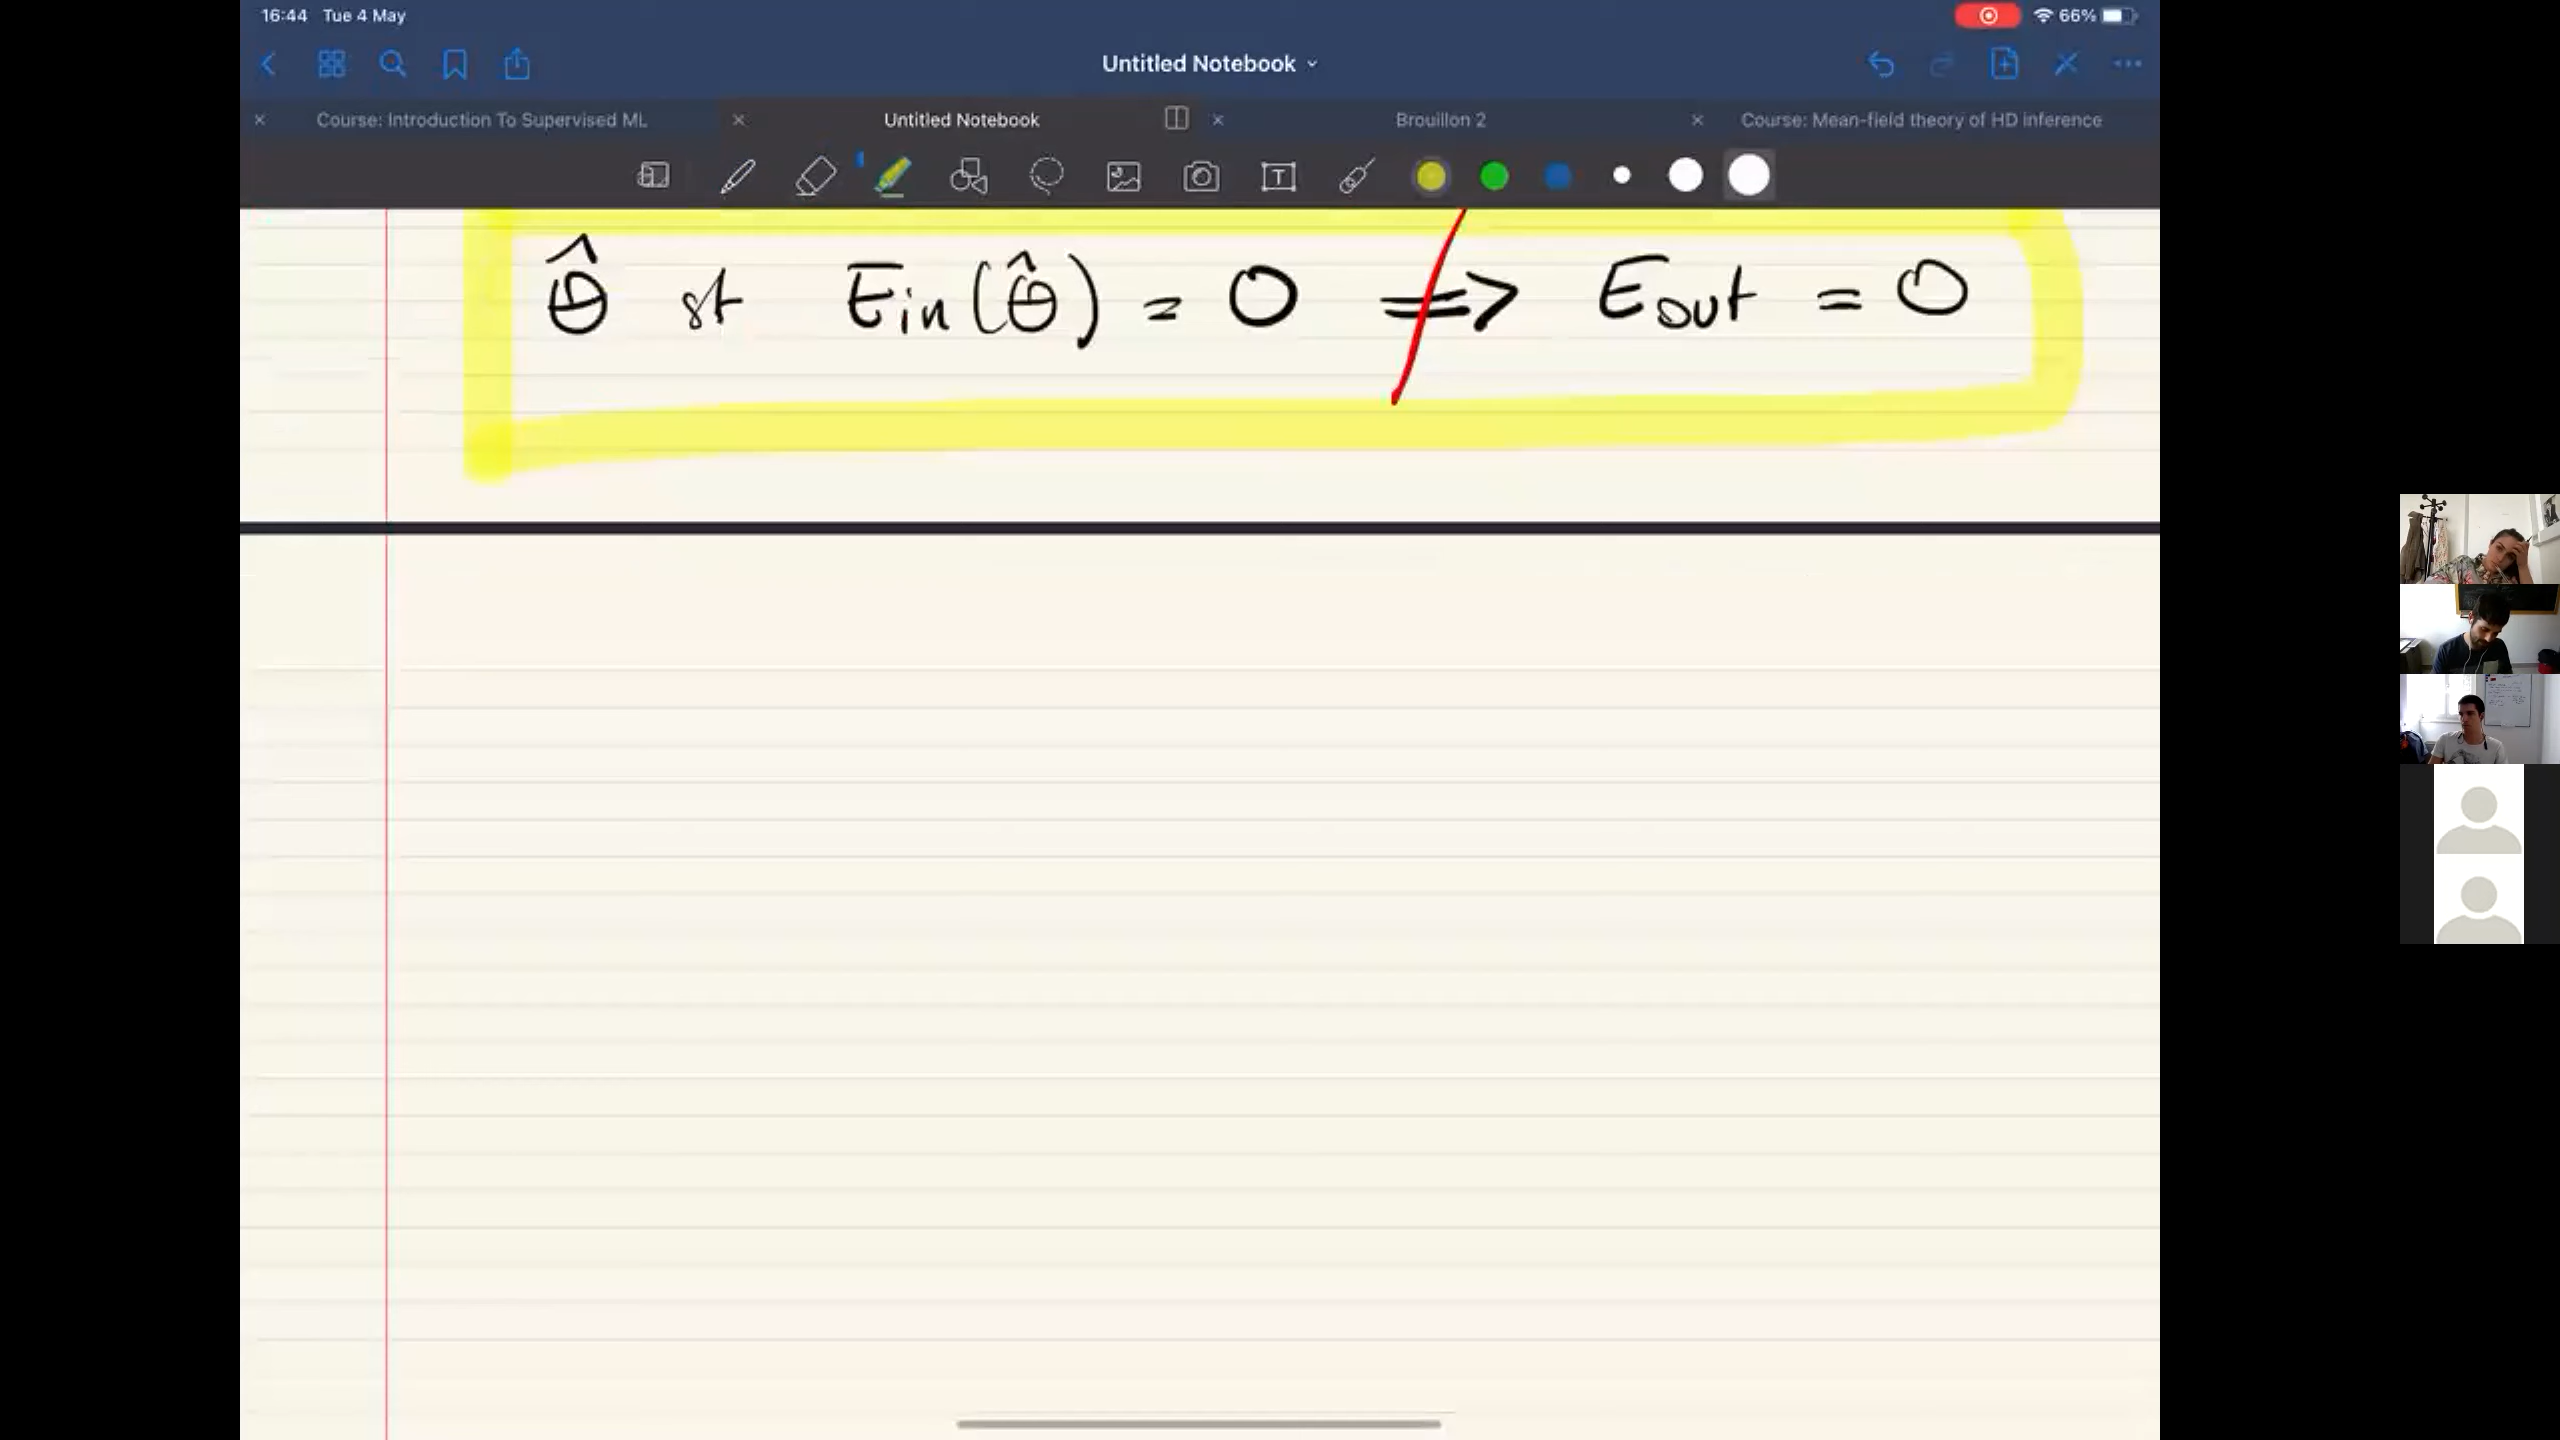 16:44 Tue 4 May 66%
Untitled Notebook
Course: Introduction To Supervised ML Untitled Notebook Brouillon 2 Course: Mean-field theory of HD inference
T
θ̂ st Ein(θ̂) = 0 ⇏ Eout = 0